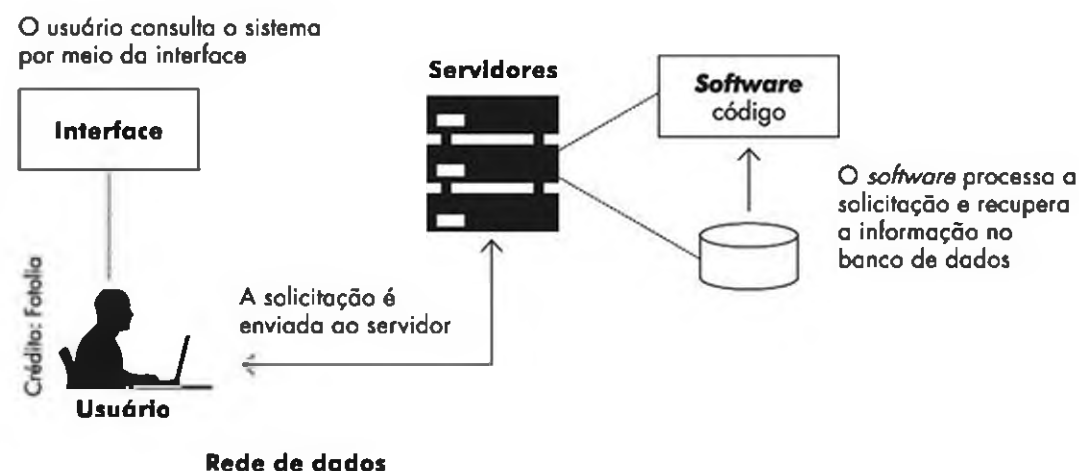 O usuário consulta o sistema
por meio da interface
Interface
Servidores
Software
código
O software processa a
solicitação e recupera
a informação no
banco de dados
A solicitação é
enviada ao servidor
Crédito: Fotolia
Usuário
Rede de dados